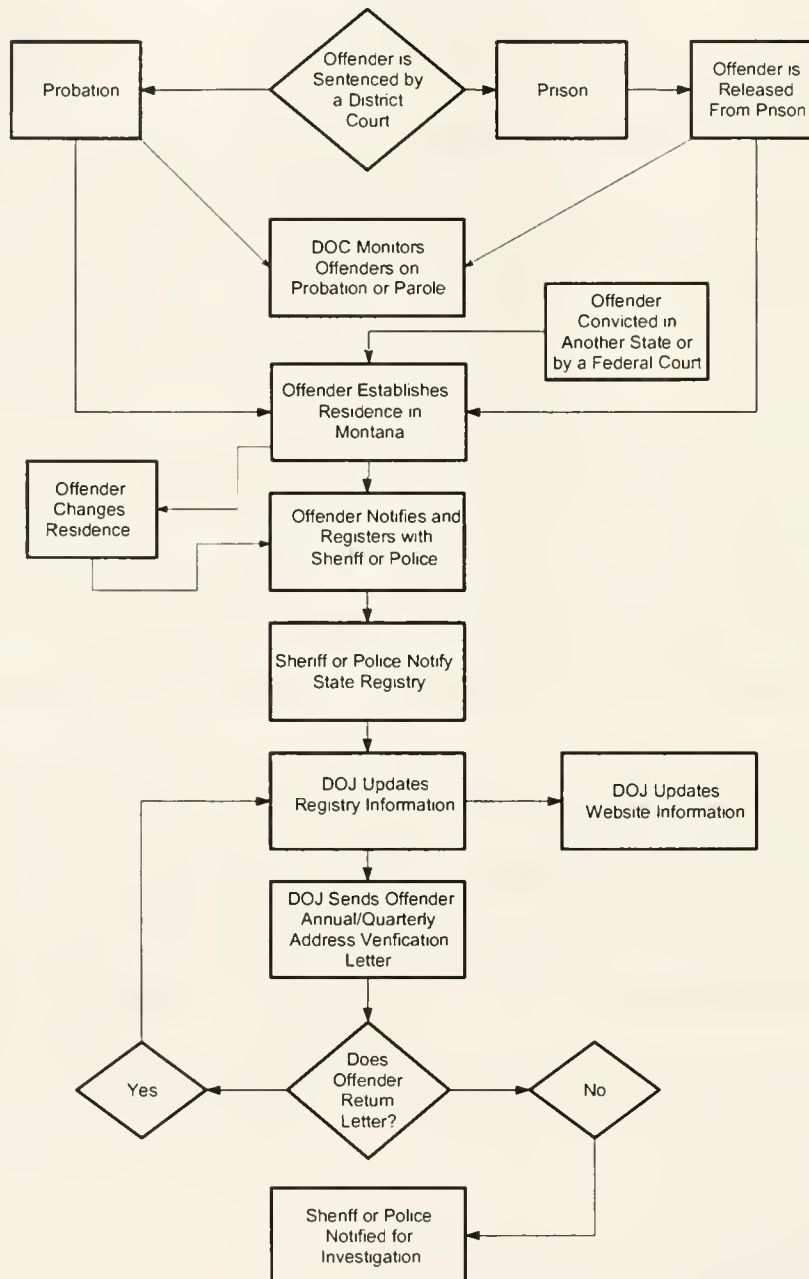 Probation
Offender is
Sentenced by
a District
Court
Prison
Offender is
Released
From Prison
DOC Monitors
Offenders on
Probation or Parole
Offender
Convicted in
Another State or
by a Federal Court
Offender Establishes
Residence in
Montana
Offender
Changes
Residence
Offender Notifies and
Registers with
Sheriff or Police
Sheriff or Police Notify
State Registry
DOJ Updates
Registry Information
DOJ Updates
Website Information
DOJ Sends Offender
Annual/Quarterly
Address Verification
Letter
Does
Offender
Return
Letter?
Yes
No
Sheriff or Police
Notified for
Investigation